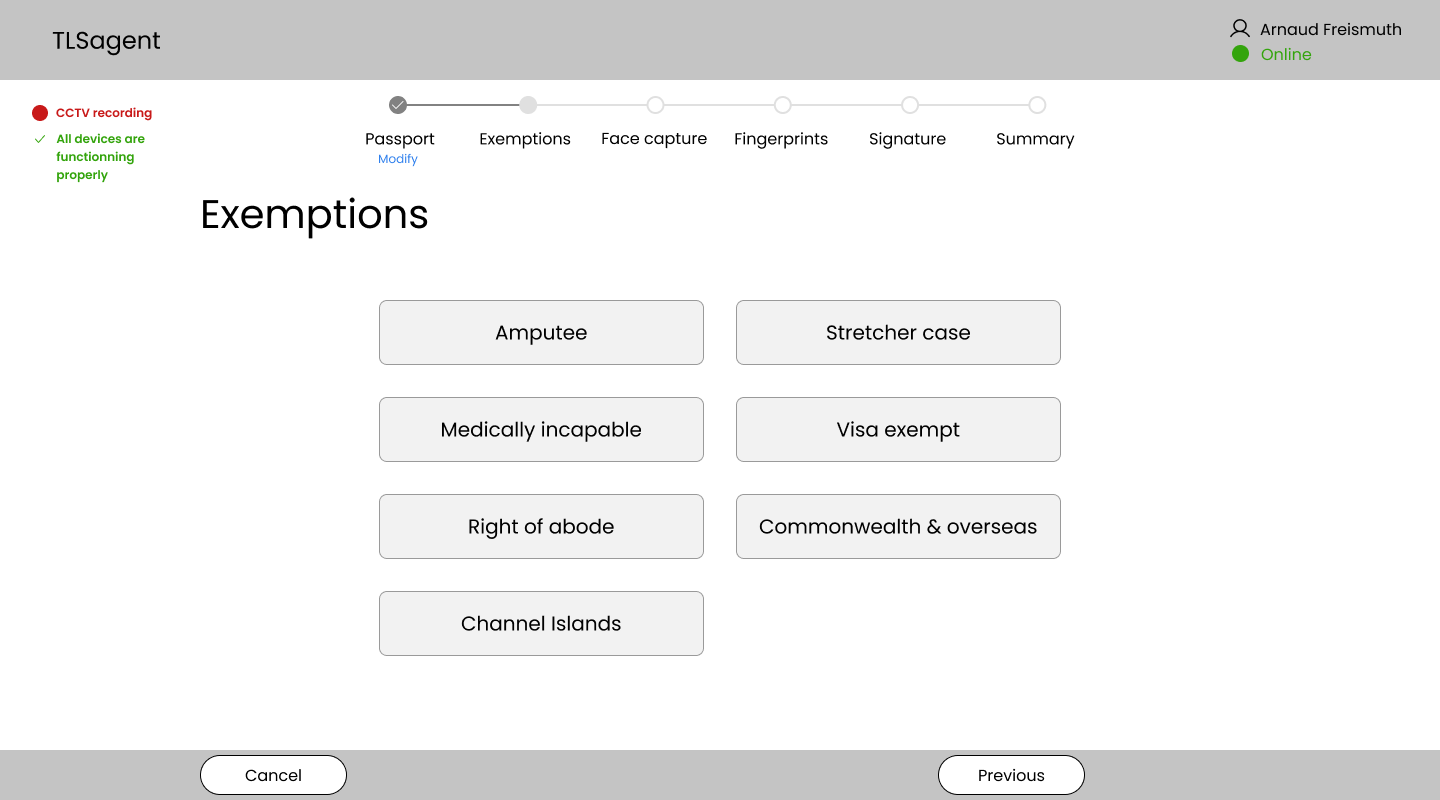 TLSagent
Arnaud Freismuth
Online
CCTV recording
All devices are
functionning
properly
Passport
Modify
Exemptions
Face capture
Fingerprints
Signature
Summary
Exemptions
Amputee
Stretcher case
Medically incapable
Visa exempt
Right of abode
Commonwealth & overseas
Channel Islands
Cancel
Previous